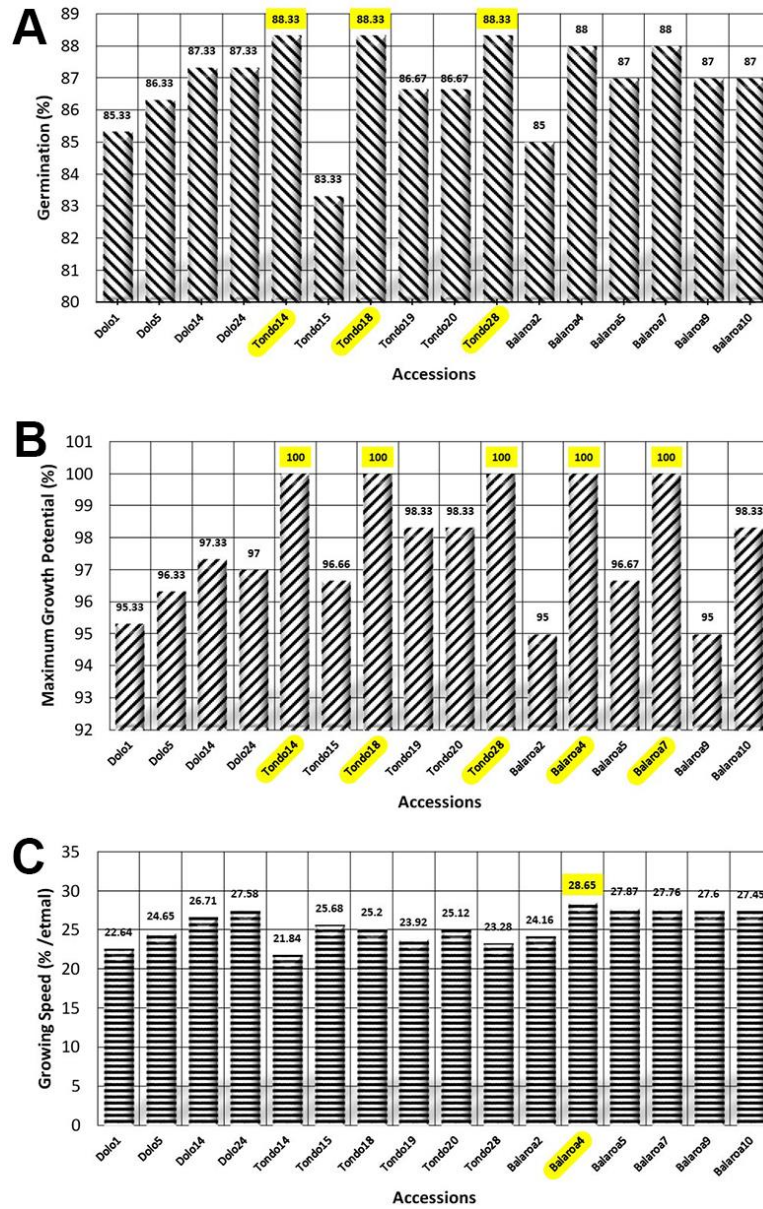 A
Germination (%)
89
88
87
86
85
84
83
82
81
80
85.33
86.33
87.33
87.33
88.33
83.33
88.33
86.67
86.67
88.33
85
88
87
88
87
87
Dolo1
Dolo5
Dolo14
Dolo24
Tondo14
Tondo15
Tondo18
Tondo19
Tondo20
Tondo28
Balaroa2
Balaroa4
Balaroa5
Balaroa7
Balaroa9
Balaroa10
Accessions
B
Maximum Growth Potential (%)
101
100
99
98
97
96
95
94
93
92
95.33
96.33
97.33
97
100
96.66
100
98.33
98.33
100
95
100
96.67
100
95
98.33
Dolo1
Dolo5
Dolo14
Dolo24
Tondo14
Tondo15
Tondo18
Tondo19
Tondo20
Tondo28
Balaroa2
Balaroa4
Balaroa5
Balaroa7
Balaroa9
Balaroa10
Accessions
C
Growing Speed (% /etmal)
35
30
25
20
15
10
5
0
22.64
24.65
26.71
27.58
21.84
25.68
25.2
23.92
25.12
23.28
24.16
28.65
27.87
27.76
27.6
27.45
Dolo1
Dolo5
Dolo14
Dolo24
Tondo14
Tondo15
Tondo18
Tondo19
Tondo20
Tondo28
Balaroa2
Balaroa4
Balaroa5
Balaroa7
Balaroa9
Balaroa10
Accessions